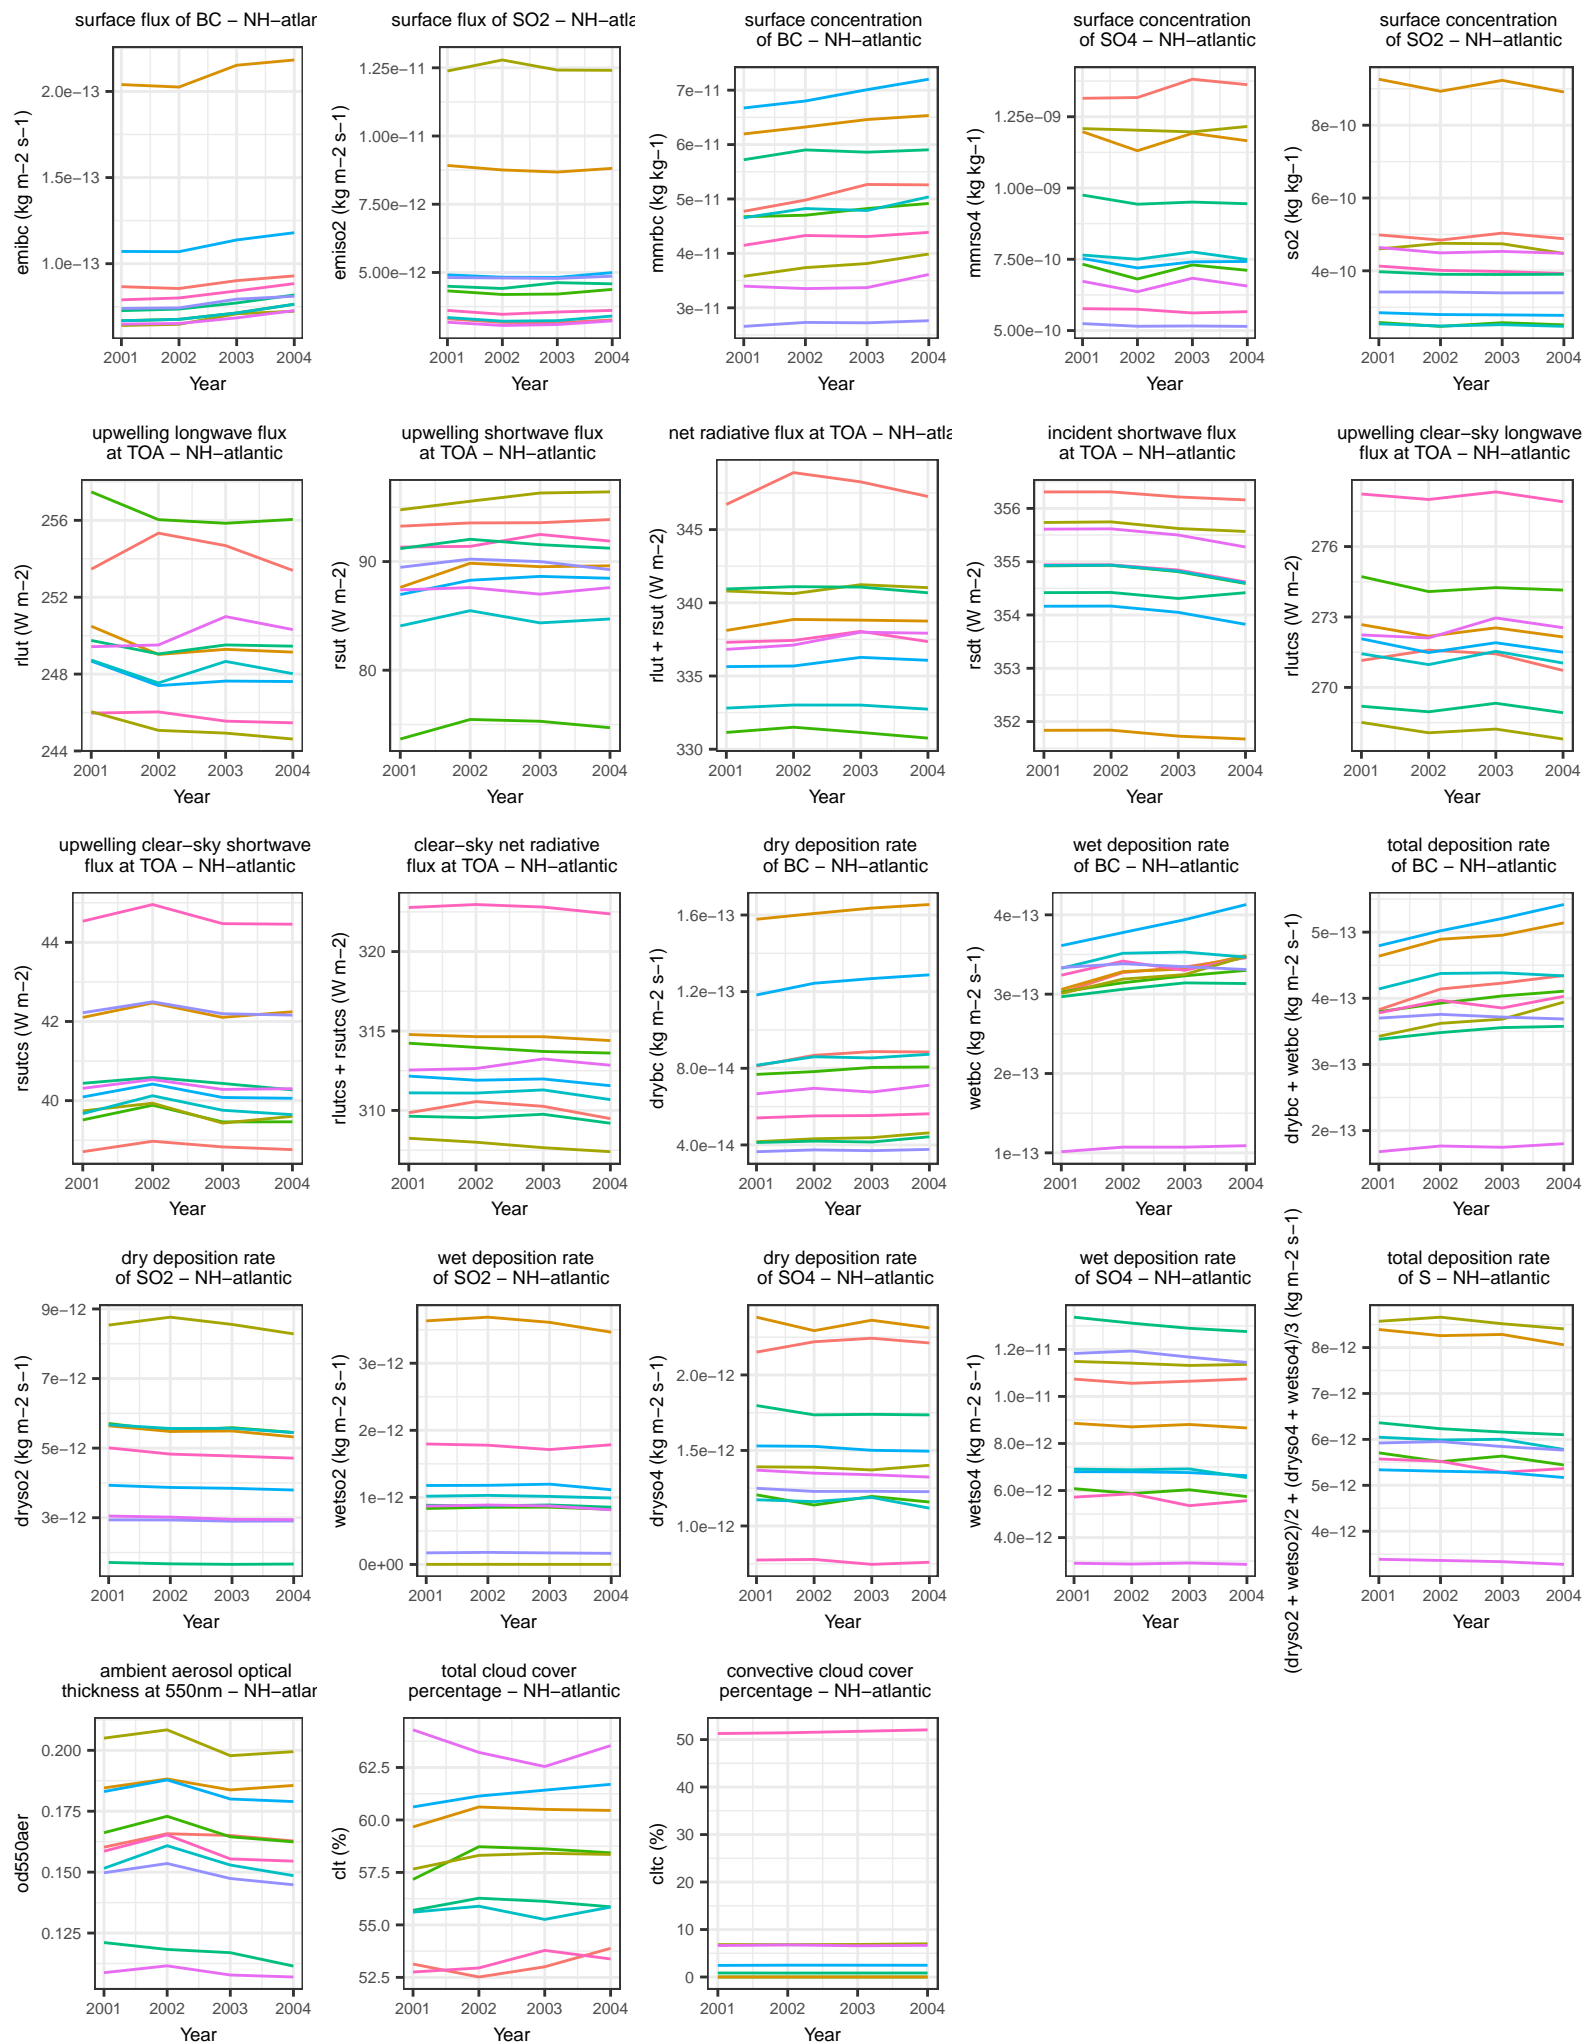 surface flux of BC − NH−atlar
emibc (kg m−2 s−1)
2.0e−13
1.5e−13
1.0e−13
2001 2002 2003 2004
Year
surface flux of SO2 − NH−atla
emiso2 (kg m−2 s−1)
1.25e−11
1.00e−11
7.50e−12
5.00e−12
2001 2002 2003 2004
Year
surface concentration
of BC − NH−atlantic
mmrbc (kg kg−1)
7e−11
6e−11
5e−11
4e−11
3e−11
2001 2002 2003 2004
Year
surface concentration
of SO4 − NH−atlantic
mmrso4 (kg kg−1)
1.25e−09
1.00e−09
7.50e−10
5.00e−10
2001 2002 2003 2004
Year
surface concentration
of SO2 − NH−atlantic
so2 (kg kg−1)
8e−10
6e−10
4e−10
2001 2002 2003 2004
Year
upwelling longwave flux
at TOA − NH−atlantic
rlut (W m−2)
256
252
248
244
2001 2002 2003 2004
Year
upwelling shortwave flux
at TOA − NH−atlantic
rsut (W m−2)
90
80
2001 2002 2003 2004
Year
net radiative flux at TOA − NH−atla
rlut + rsut (W m−2)
345
340
335
330
2001 2002 2003 2004
Year
incident shortwave flux
at TOA − NH−atlantic
rsdt (W m−2)
356
355
354
353
352
2001 2002 2003 2004
Year
upwelling clear−sky longwave
flux at TOA − NH−atlantic
rlutcs (W m−2)
276
273
270
2001 2002 2003 2004
Year
upwelling clear−sky shortwave
flux at TOA − NH−atlantic
rsutcs (W m−2)
44
42
40
2001 2002 2003 2004
Year
clear−sky net radiative
flux at TOA − NH−atlantic
rlutcs + rsutcs (W m−2)
320
315
310
2001 2002 2003 2004
Year
dry deposition rate
of BC − NH−atlantic
drybc (kg m−2 s−1)
1.6e−13
1.2e−13
8.0e−14
4.0e−14
2001 2002 2003 2004
Year
wet deposition rate
of BC − NH−atlantic
wetbc (kg m−2 s−1)
4e−13
3e−13
2e−13
1e−13
2001 2002 2003 2004
Year
total deposition rate
of BC − NH−atlantic
drybc + wetbc (kg m−2 s−1)
5e−13
4e−13
3e−13
2e−13
2001 2002 2003 2004
Year
dry deposition rate
of SO2 − NH−atlantic
dryso2 (kg m−2 s−1)
9e−12
7e−12
5e−12
3e−12
2001 2002 2003 2004
Year
wet deposition rate
of SO2 − NH−atlantic
wetso2 (kg m−2 s−1)
3e−12
2e−12
1e−12
0e+00
2001 2002 2003 2004
Year
dry deposition rate
of SO4 − NH−atlantic
dryso4 (kg m−2 s−1)
2.0e−12
1.5e−12
1.0e−12
2001 2002 2003 2004
Year
wet deposition rate
of SO4 − NH−atlantic
wetso4 (kg m−2 s−1)
1.2e−11
1.0e−11
8.0e−12
6.0e−12
4.0e−12
2001 2002 2003 2004
Year
total deposition rate
of S − NH−atlantic
(dryso2 + wetso2)/2 + (dryso4 + wetso4)/3 (kg m−2 s−1)
8e−12
7e−12
6e−12
5e−12
4e−12
2001 2002 2003 2004
Year
ambient aerosol optical
thickness at 550nm − NH−atlar
od550aer
0.200
0.175
0.150
0.125
2001 2002 2003 2004
Year
total cloud cover
percentage − NH−atlantic
clt (%)
62.5
60.0
57.5
55.0
52.5
2001 2002 2003 2004
Year
convective cloud cover
percentage − NH−atlantic
cltc (%)
50
40
30
20
10
0
2001 2002 2003 2004
Year